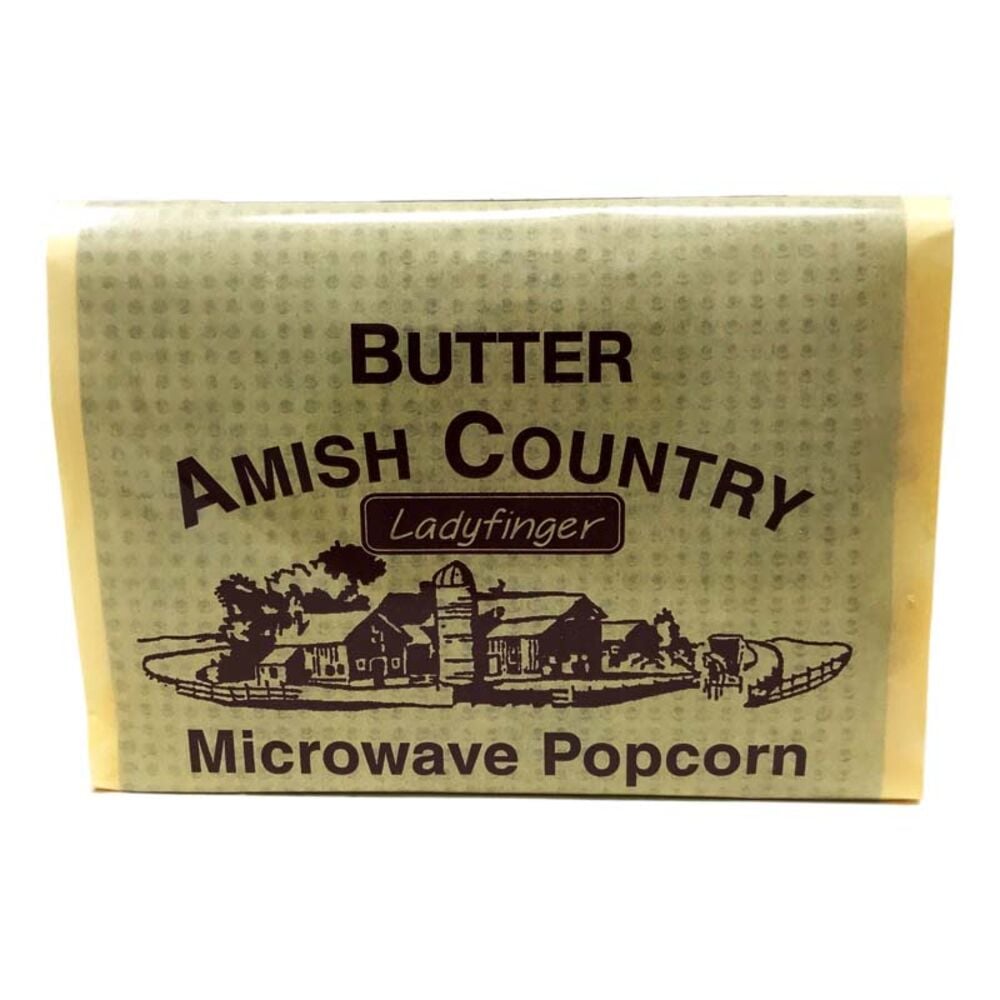 BUTTER
AMISH COUNTRY
Ladyfinger
Microwave Popcorn